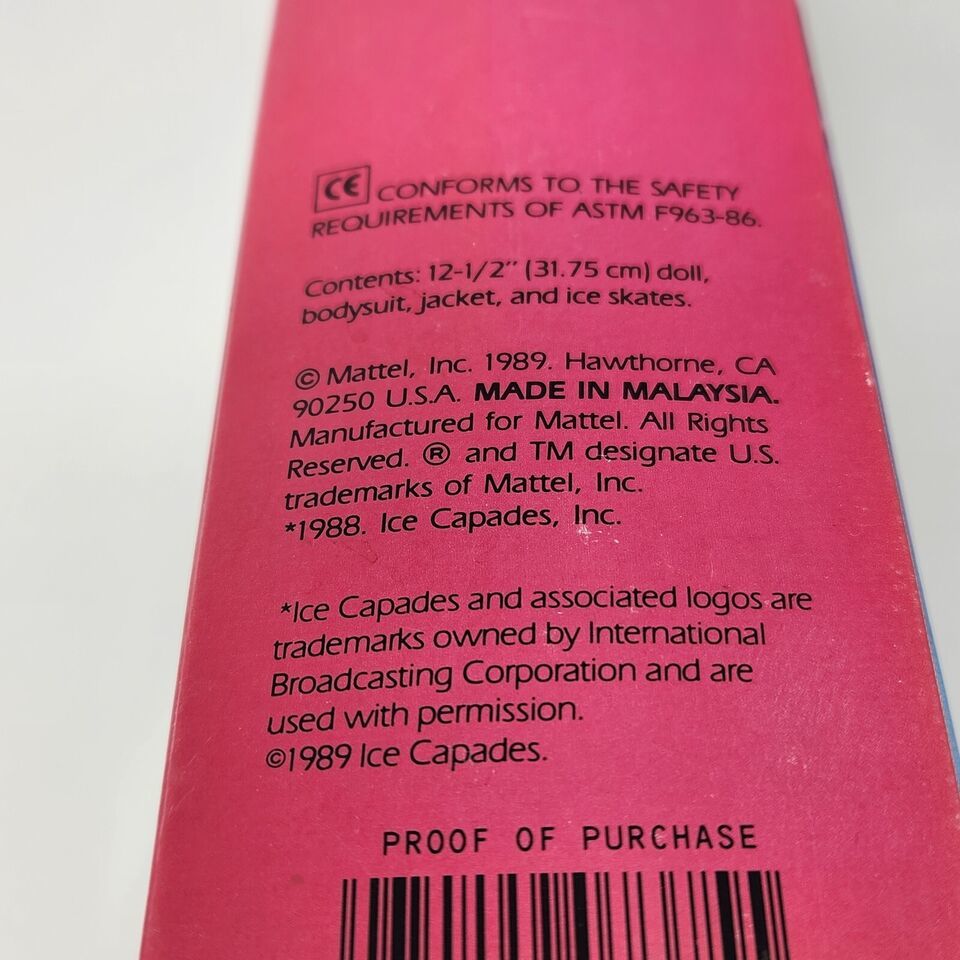 CE CONFORMS TO THE SAFETY
REQUIREMENTS OF ASTM F963-86.
Contents: 12-1/2" (31.75 cm) doll,
bodysuit, jacket, and ice skates.
© Mattel, Inc. 1989. Hawthorne, CA
90250 U.S.A. MADE IN MALAYSIA.
Manufactured for Mattel. All Rights
Reserved. ® and TM designate U.S.
trademarks of Mattel, Inc.
*1988. Ice Capades, Inc.
*Ice Capades and associated logos are
trademarks owned by International
Broadcasting Corporation and are
used with permission.
©1989 Ice Capades.
PROOF OF PURCHASE